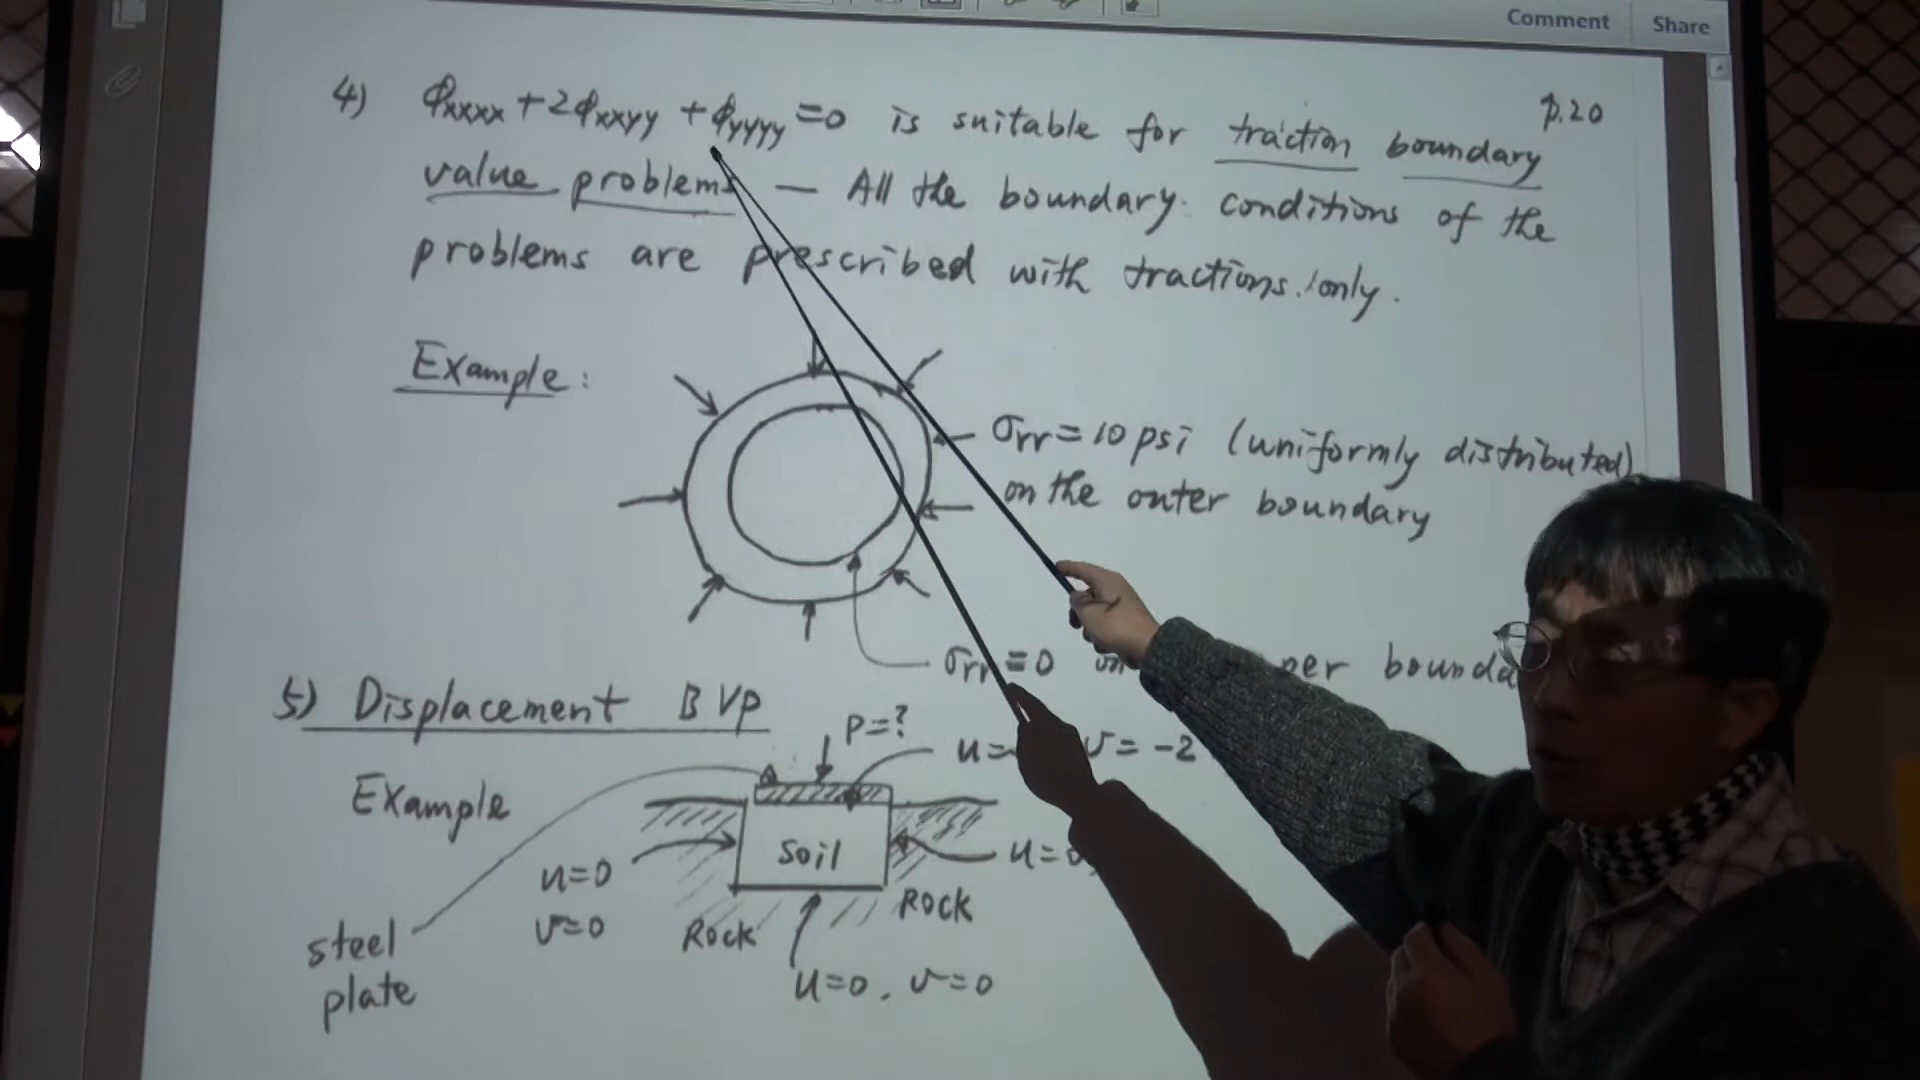 Comment Share
p.20
4) ϕxxxx + 2ϕxxyy + ϕyyyy = 0 is suitable for traction boundary
value problems — All the boundary conditions of the
problems are prescribed with tractions only.
Example:
σrr = 10 psi (uniformly distributed)
on the outer boundary
σrr = 0
5) Displacement BVP
P=?
u= v= -2
Example
soil
u=0
u=0
v=0
Rock
Rock
steel
plate
u=0, v=0